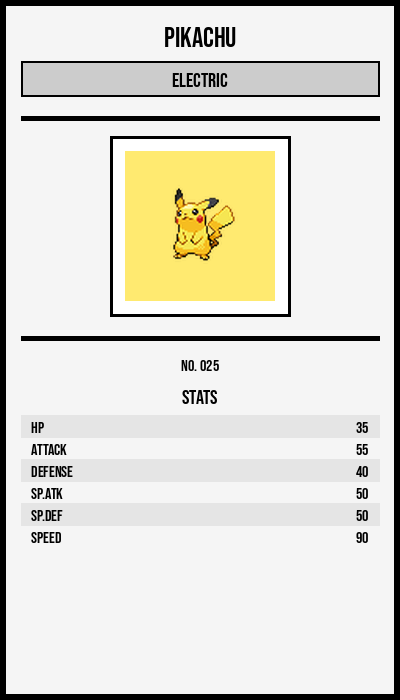 PIKACHU
ELECTRIC
NO. 025
STATS
HP 35
ATTACK 55
DEFENSE 40
SP.ATK 50
SP.DEF 50
SPEED 90